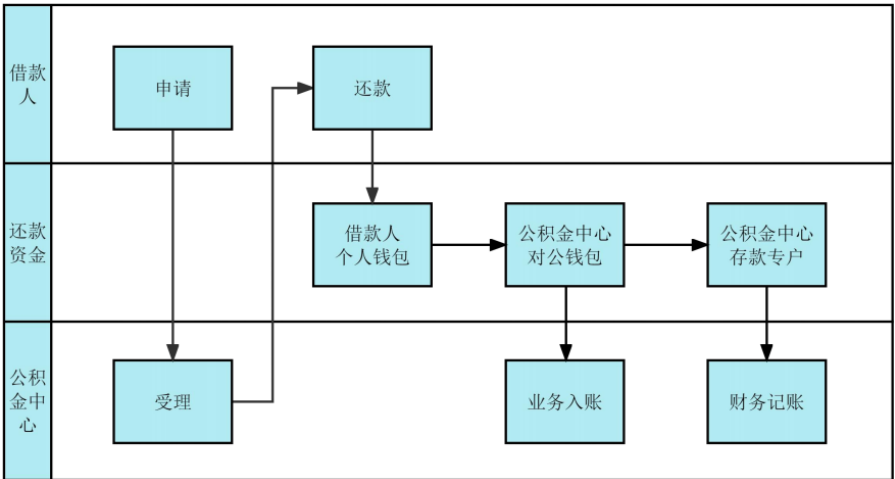 借款
人
申请
还款
还款
资金
借款人
个人钱包
公积金中心
对公钱包
公积金中心
存款专户
公积
金中
心
受理
业务入账
财务记账